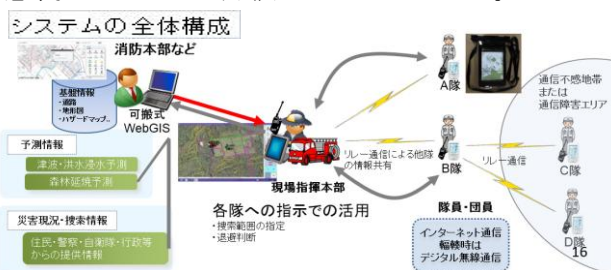 システムの全体構成
消防本部など
基盤情報
・道路
・地形図
・ハザードマップ
可搬式
WebGIS
予測情報
津波・洪水浸水予測
森林延焼予測
災害現況・捜索情報
住民・警察・自衛隊・行政等
からの提供情報
現場指揮本部
各隊への指示での活用
・捜索範囲の指定
・退避判断
リレー通信による他隊
の情報共有
A隊
B隊
隊員・団員
インターネット通信
輻輳時は
デジタル無線通信
通信不感地帯
または
通信障害エリア
リレー通信
C隊
D隊
16